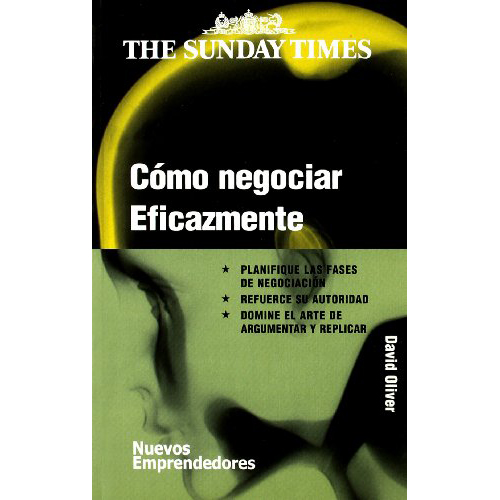 THE SUNDAY TIMES
Cómo negociar
Eficazmente
★ PLANIFIQUE LAS FASES
DE NEGOCIACIÓN
★ REFUERCE SU AUTORIDAD
★ DOMINE EL ARTE DE
ARGUMENTAR Y REPLICAR
David Oliver
Nuevos
Emprendedores